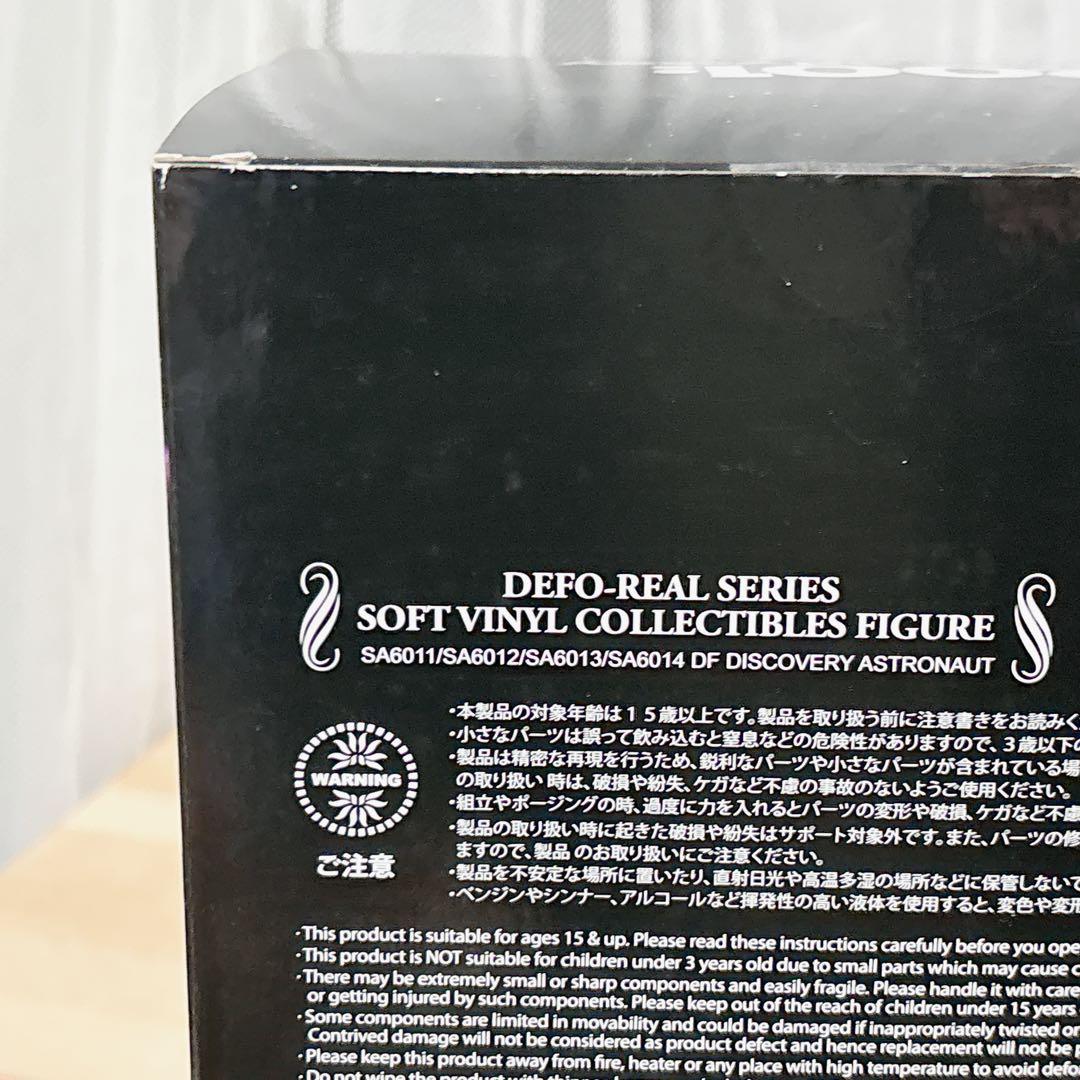 DEFO-REAL SERIES
SOFT VINYL COLLECTIBLES FIGURE
SA6011/SA6012/SA6013/SA6014 DF DISCOVERY ASTRONAUT
WARNING
ご注意
・本製品の対象年齢は15歳以上です。製品を取り扱う前に注意書きをお読みく
・小さなパーツは誤って飲み込むと窒息などの危険性がありますので、3歳以下の
・製品は精密な再現を行うため、鋭利なパーツや小さなパーツが含まれている場
の取り扱い 時は、破損や紛失、ケガなど不慮の事故のないようご使用ください。
・組立やポージングの時、過度に力を入れるとパーツの変形や破損、ケガなど不慮
・製品の取り扱い時に起きた破損や紛失はサポート対象外です。また、パーツの修
ますので、製品 のお取り扱いにご注意ください。
・製品を不安定な場所に置いたり、直射日光や高温多湿の場所などに保管しないで
・ベンジンやシンナー、アルコールなど揮発性の高い液体を使用すると、変色や変形
・This product is suitable for ages 15 & up. Please read these instructions carefully before you ope
・This product is NOT suitable for children under 3 years old due to small parts which may cause c
・There may be extremely small or sharp components and easily fragile. Please handle it with care
or getting injured by such components. Please keep out of the reach of children under 15 years
・Some components are limited in movability and could be damaged if inappropriately twisted or
Contrived damage will not be considered as product defect and hence replacement will not be p
・Please keep this product away from fire, heater or any place with high temperature to avoid defo
・Do not wipe the product with